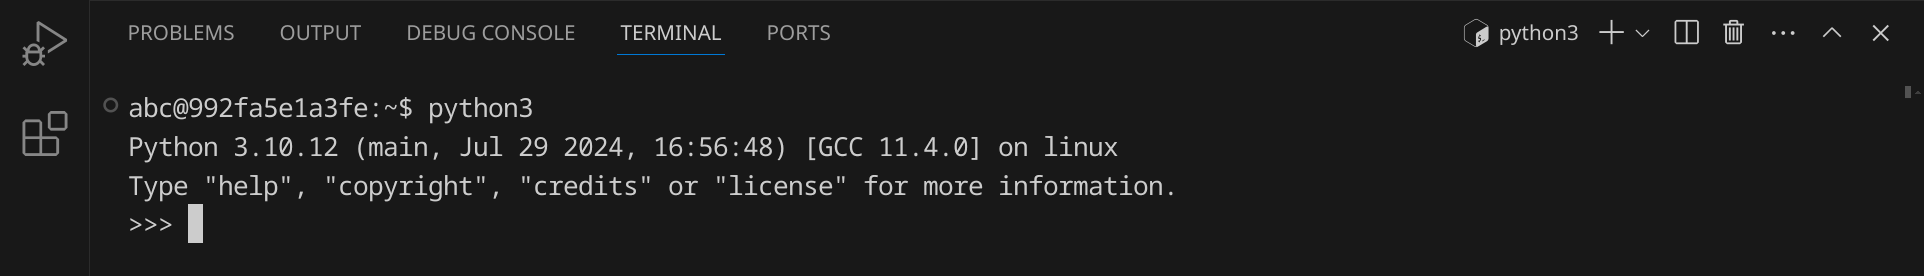 PROBLEMS OUTPUT DEBUG CONSOLE TERMINAL PORTS python3
abc@992fa5e1a3fe:~$ python3
Python 3.10.12 (main, Jul 29 2024, 16:56:48) [GCC 11.4.0] on linux
Type "help", "copyright", "credits" or "license" for more information.
>>>